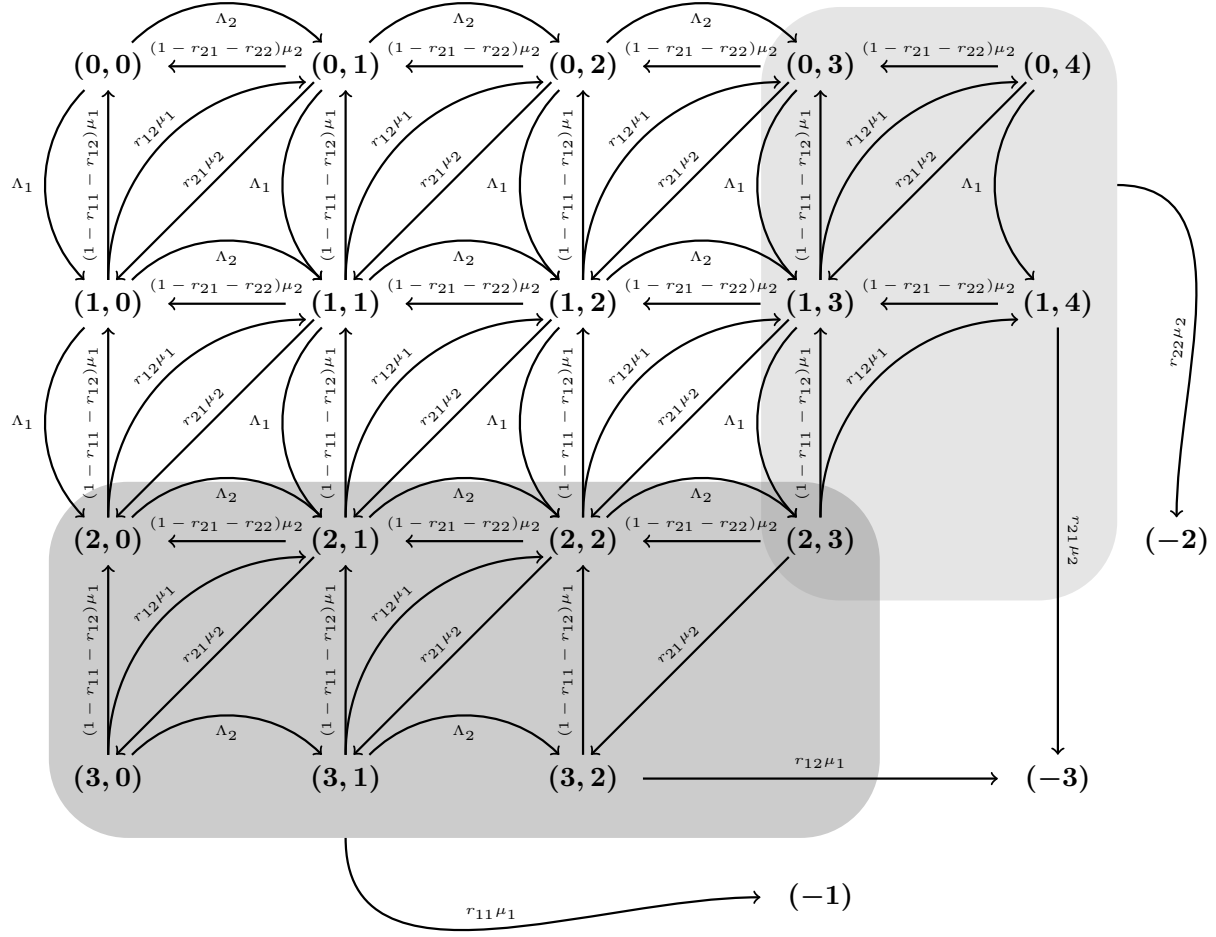 Λ₂ Λ₂ Λ₂
(0, 0) (1 − r₂₁ − r₂₂)μ₂ (0, 1) (1 − r₂₁ − r₂₂)μ₂ (0, 2) (1 − r₂₁ − r₂₂)μ₂ (0, 3) (1 − r₂₁ − r₂₂)μ₂ (0, 4)
Λ₁ (1 − r₁₁ − r₁₂)μ₁ r₁₂μ₁ r₂₁μ₂ Λ₁ (1 − r₁₁ − r₁₂)μ₁ r₁₂μ₁ r₂₁μ₂ Λ₁ (1 − r₁₁ − r₁₂)μ₁ r₁₂μ₁ r₂₁μ₂ Λ₁ (1 − r₁₁ − r₁₂)μ₁ r₁₂μ₁ r₂₁μ₂ Λ₁
Λ₂ Λ₂ Λ₂
(1, 0) (1 − r₂₁ − r₂₂)μ₂ (1, 1) (1 − r₂₁ − r₂₂)μ₂ (1, 2) (1 − r₂₁ − r₂₂)μ₂ (1, 3) (1 − r₂₁ − r₂₂)μ₂ (1, 4)
r₂₂μ₂
Λ₁ (1 − r₁₁ − r₁₂)μ₁ r₁₂μ₁ r₂₁μ₂ Λ₁ (1 − r₁₁ − r₁₂)μ₁ r₁₂μ₁ r₂₁μ₂ Λ₁ (1 − r₁₁ − r₁₂)μ₁ r₁₂μ₁ r₂₁μ₂ Λ₁ (1 − r₁₁ − r₁₂)μ₁ r₁₂μ₁
Λ₂ Λ₂ Λ₂
(2, 0) (1 − r₂₁ − r₂₂)μ₂ (2, 1) (1 − r₂₁ − r₂₂)μ₂ (2, 2) (1 − r₂₁ − r₂₂)μ₂ (2, 3) r₂₁μ₂ (−2)
(1 − r₁₁ − r₁₂)μ₁ r₁₂μ₁ r₂₁μ₂ (1 − r₁₁ − r₁₂)μ₁ r₁₂μ₁ r₂₁μ₂ (1 − r₁₁ − r₁₂)μ₁ r₂₁μ₂
Λ₂ Λ₂
(3, 0) (3, 1) (3, 2) r₁₂μ₁ (−3)
r₁₁μ₁ (−1)